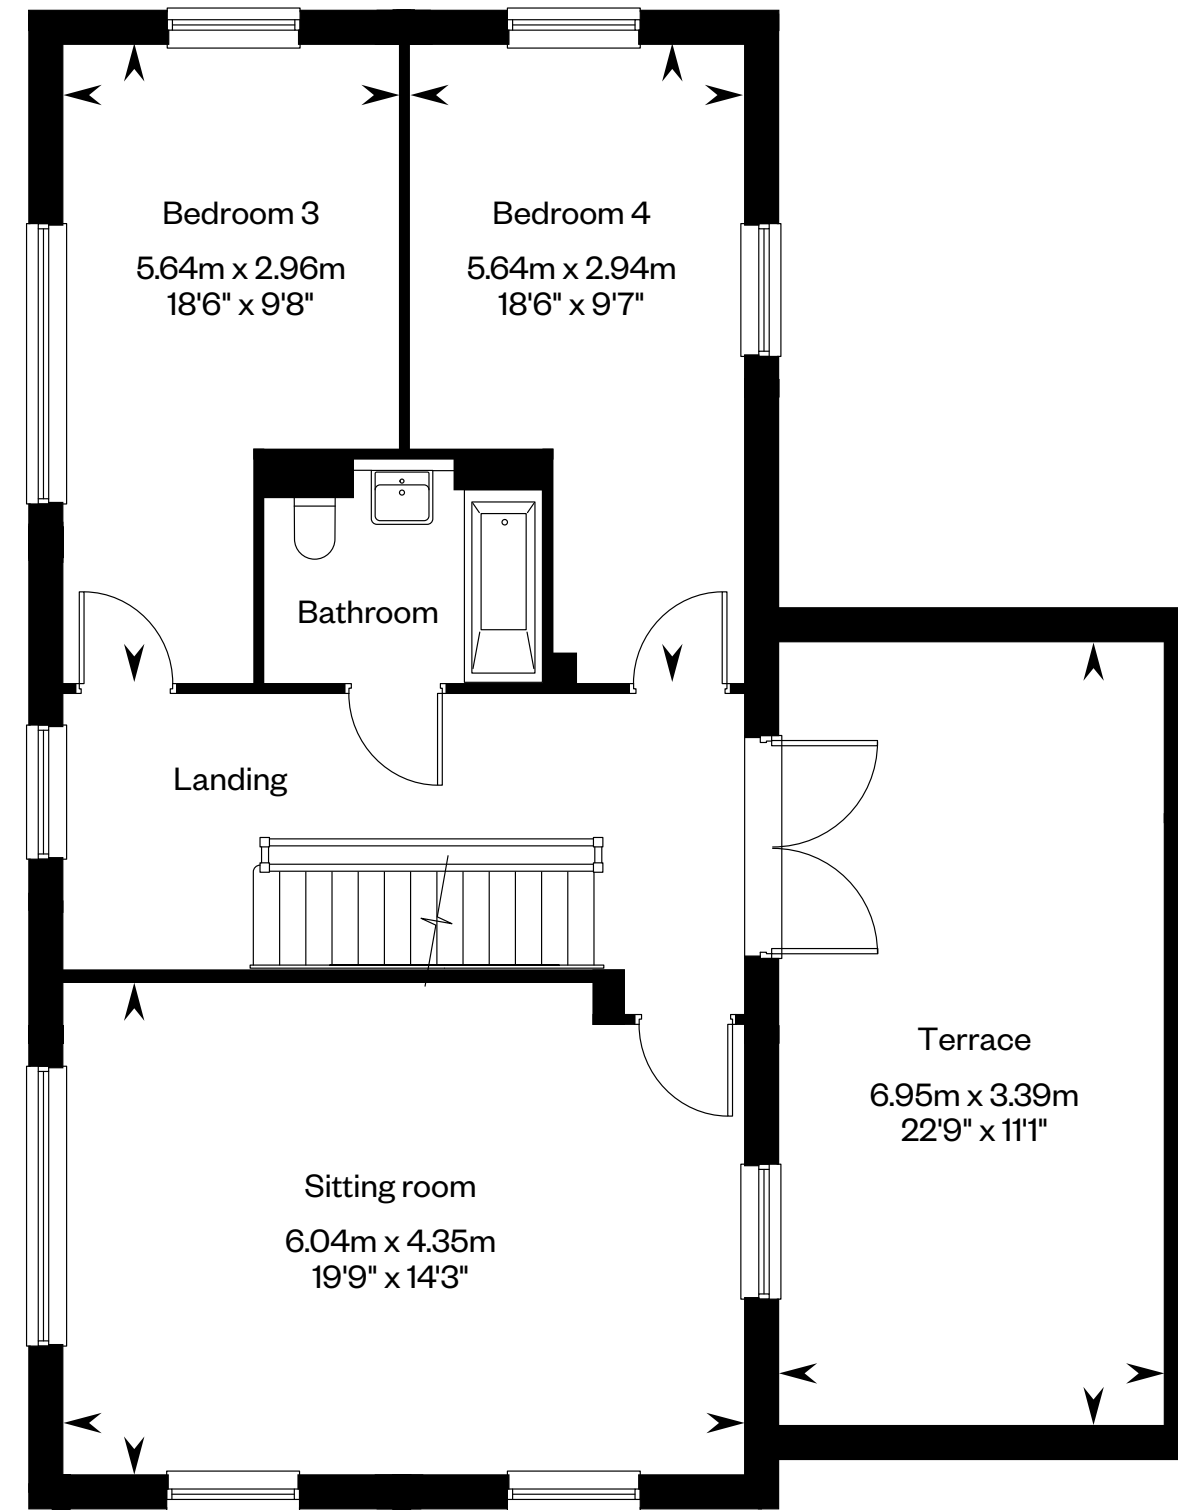 Bedroom 3
5.64m x 2.96m
18'6" x 9'8"
Bedroom 4
5.64m x 2.94m
18'6" x 9'7"
Bathroom
Landing
Terrace
6.95m x 3.39m
22'9" x 11'1"
Sitting room
6.04m x 4.35m
19'9" x 14'3"